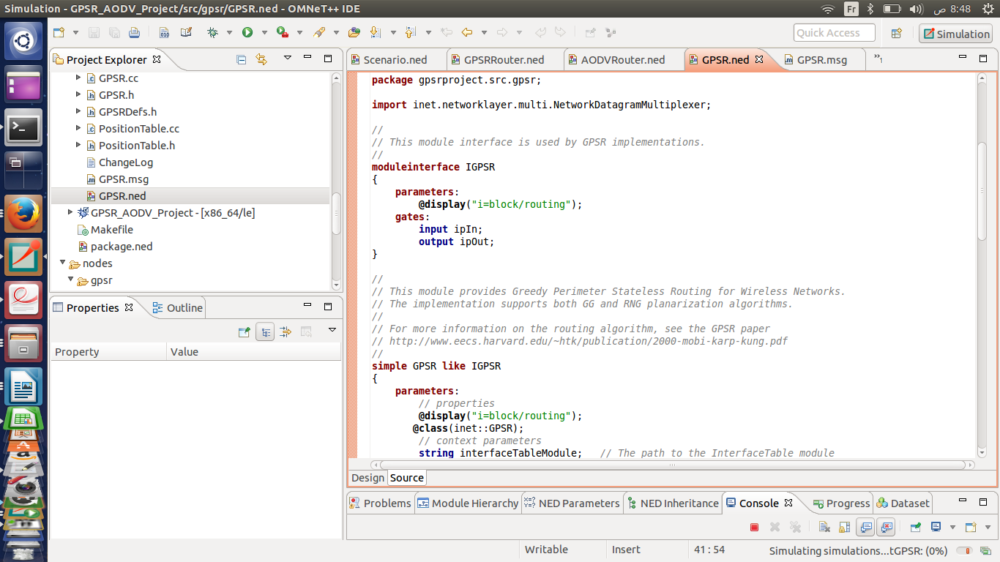 Simulation - GPSR_AODV_Project/src/gpsr/GPSR.ned - OMNeT++ IDE
Fr
ص 8:48
Quick Access
Simulation
Project Explorer
GPSR.cc
GPSR.h
GPSRDefs.h
PositionTable.cc
PositionTable.h
ChangeLog
GPSR.msg
GPSR.ned
GPSR_AODV_Project - [x86_64/le]
Makefile
package.ned
nodes
gpsr
Properties
Outline
Property
Value
Scenario.ned
GPSRRouter.ned
AODVRouter.ned
GPSR.ned
GPSR.msg
»1
package gpsrproject.src.gpsr;
import inet.networklayer.multi.NetworkDatagramMultiplexer;
//
// This module interface is used by GPSR implementations.
//
moduleinterface IGPSR
{
parameters:
@display("i=block/routing");
gates:
input ipIn;
output ipOut;
}
//
// This module provides Greedy Perimeter Stateless Routing for Wireless Networks.
// The implementation supports both GG and RNG planarization algorithms.
//
// For more information on the routing algorithm, see the GPSR paper
// http://www.eecs.harvard.edu/~htk/publication/2000-mobi-karp-kung.pdf
//
simple GPSR like IGPSR
{
parameters:
// properties
@display("i=block/routing");
@class(inet::GPSR);
// context parameters
string interfaceTableModule;   // The path to the InterfaceTable module
Design
Source
Problems
Module Hierarchy
NED Parameters
NED Inheritance
Console
Progress
Dataset
Writable
Insert
41 : 54
Simulating simulations...tGPSR: (0%)